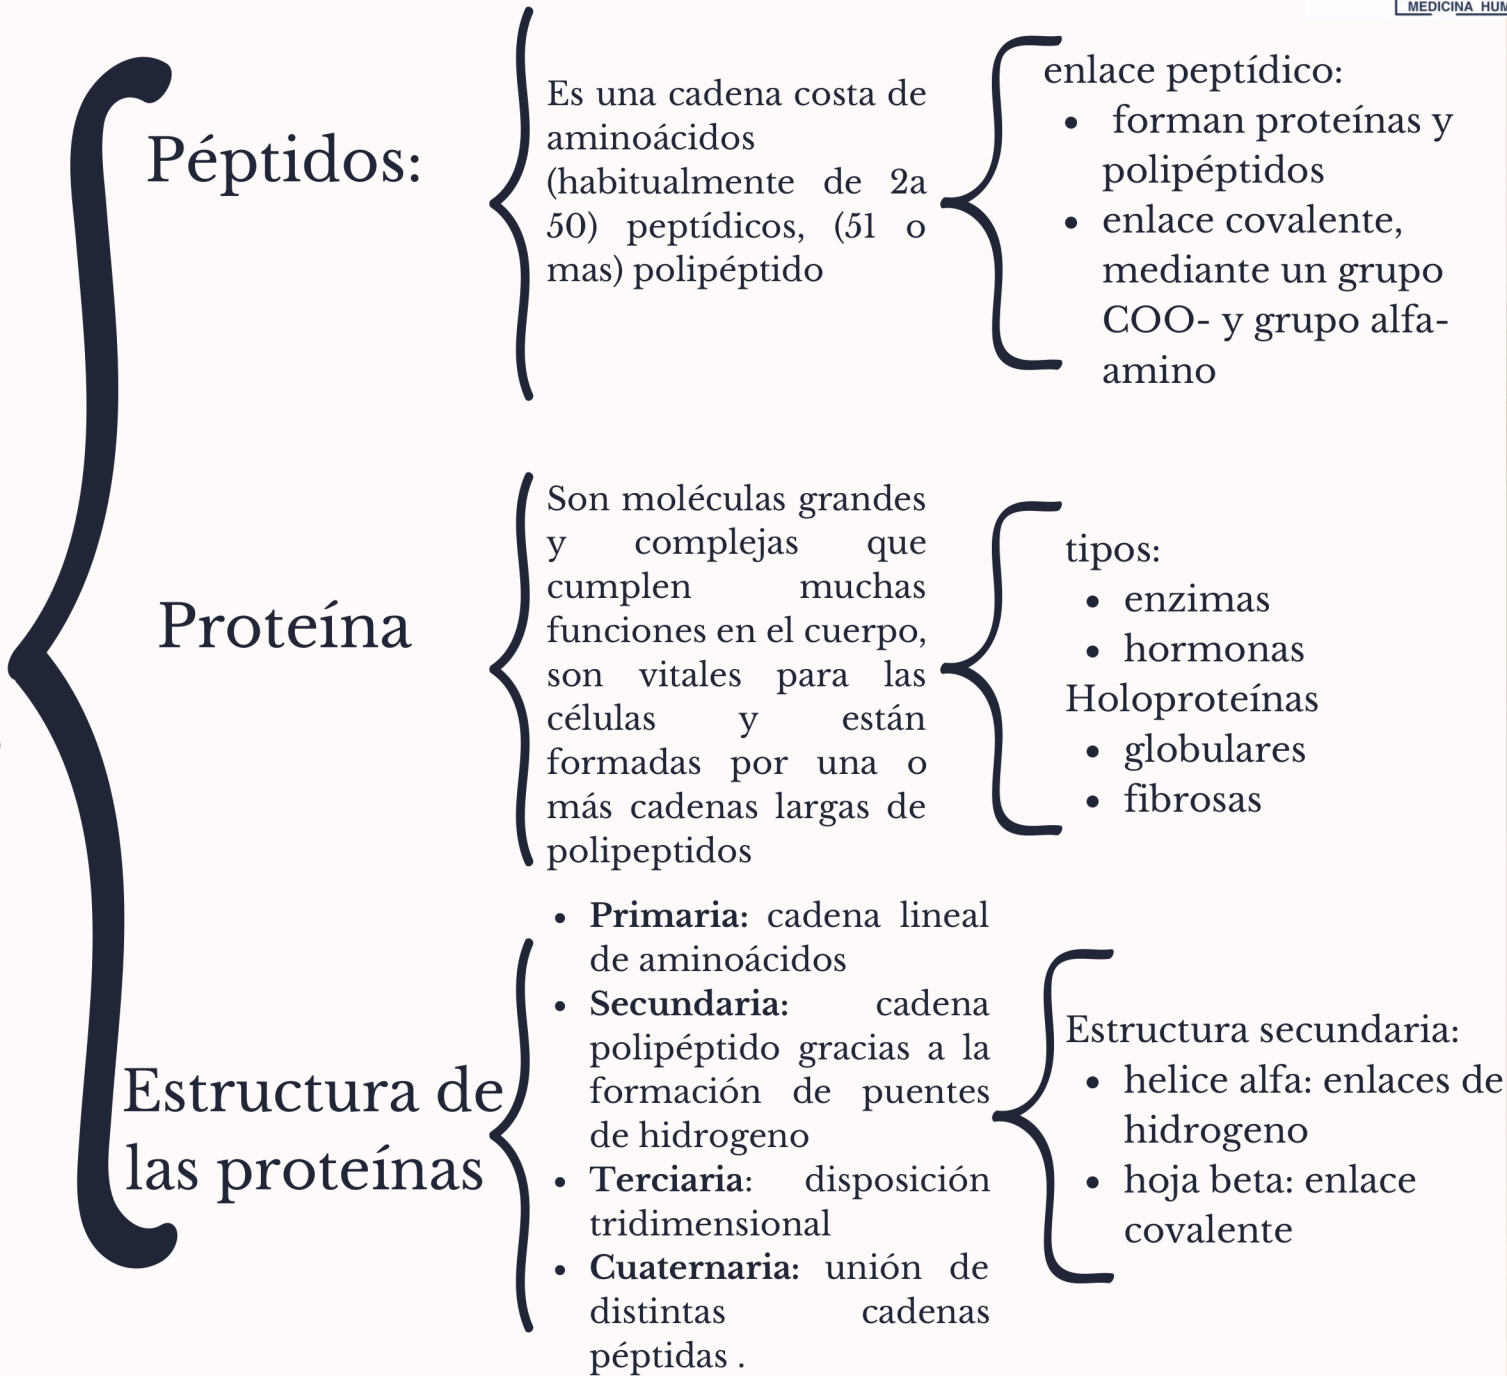 MEDICINA HUM
Péptidos:
Es una cadena costa de
aminoácidos
(habitualmente de 2a
50) peptídicos, (51 o
mas) polipéptido
enlace peptídico:
• forman proteínas y
polipéptidos
• enlace covalente,
mediante un grupo
COO- y grupo alfa-
amino
Proteína
Son moléculas grandes
y complejas que
cumplen muchas
funciones en el cuerpo,
son vitales para las
células y están
formadas por una o
más cadenas largas de
polipeptidos
tipos:
• enzimas
• hormonas
Holoproteínas
• globulares
• fibrosas
Estructura de
las proteínas
• Primaria: cadena lineal
de aminoácidos
• Secundaria: cadena
polipéptido gracias a la
formación de puentes
de hidrogeno
• Terciaria: disposición
tridimensional
• Cuaternaria: unión de
distintas cadenas
péptidas .
Estructura secundaria:
• helice alfa: enlaces de
hidrogeno
• hoja beta: enlace
covalente